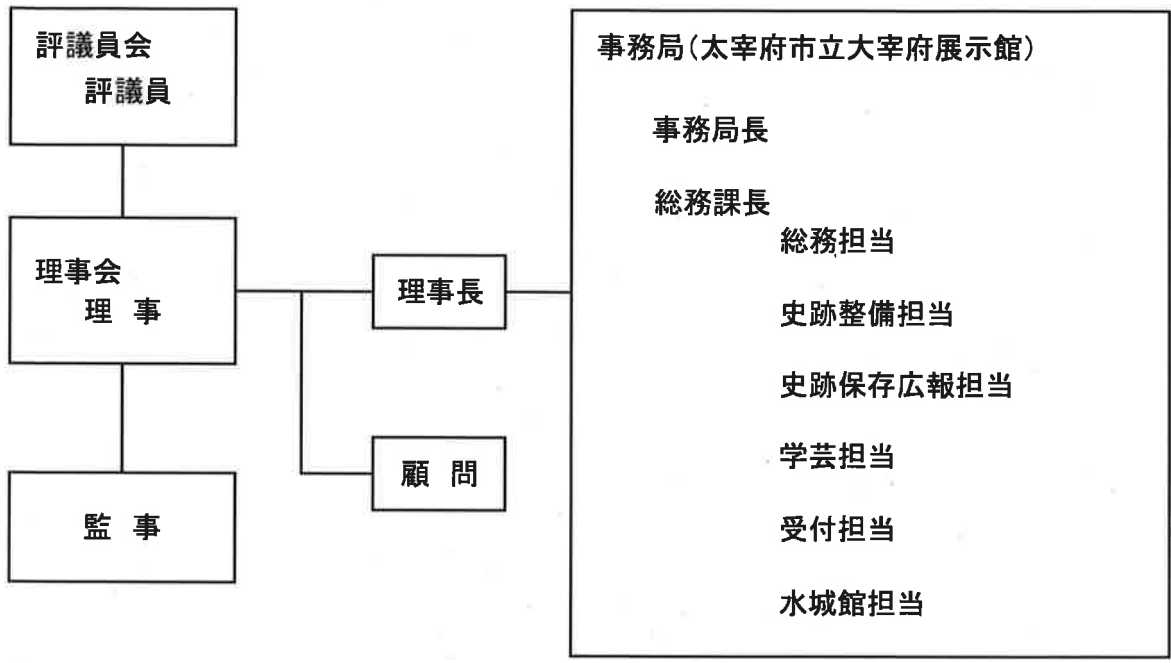 評議員会
評議員
理事会
理 事
監 事
理事長
顧 問
事務局(太宰府市立大宰府展示館)
事務局長
総務課長
総務担当
史跡整備担当
史跡保存広報担当
学芸担当
受付担当
水城館担当